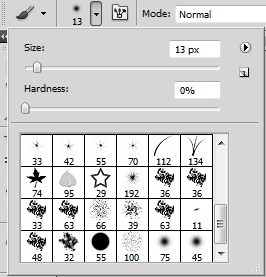 13
Mode: Normal
Size: 13 px
Hardness: 0%
33 42 55 70 112 134
74 95 29 192 36 36
33 63 66 39 63 11
48 32 55 100 75 45